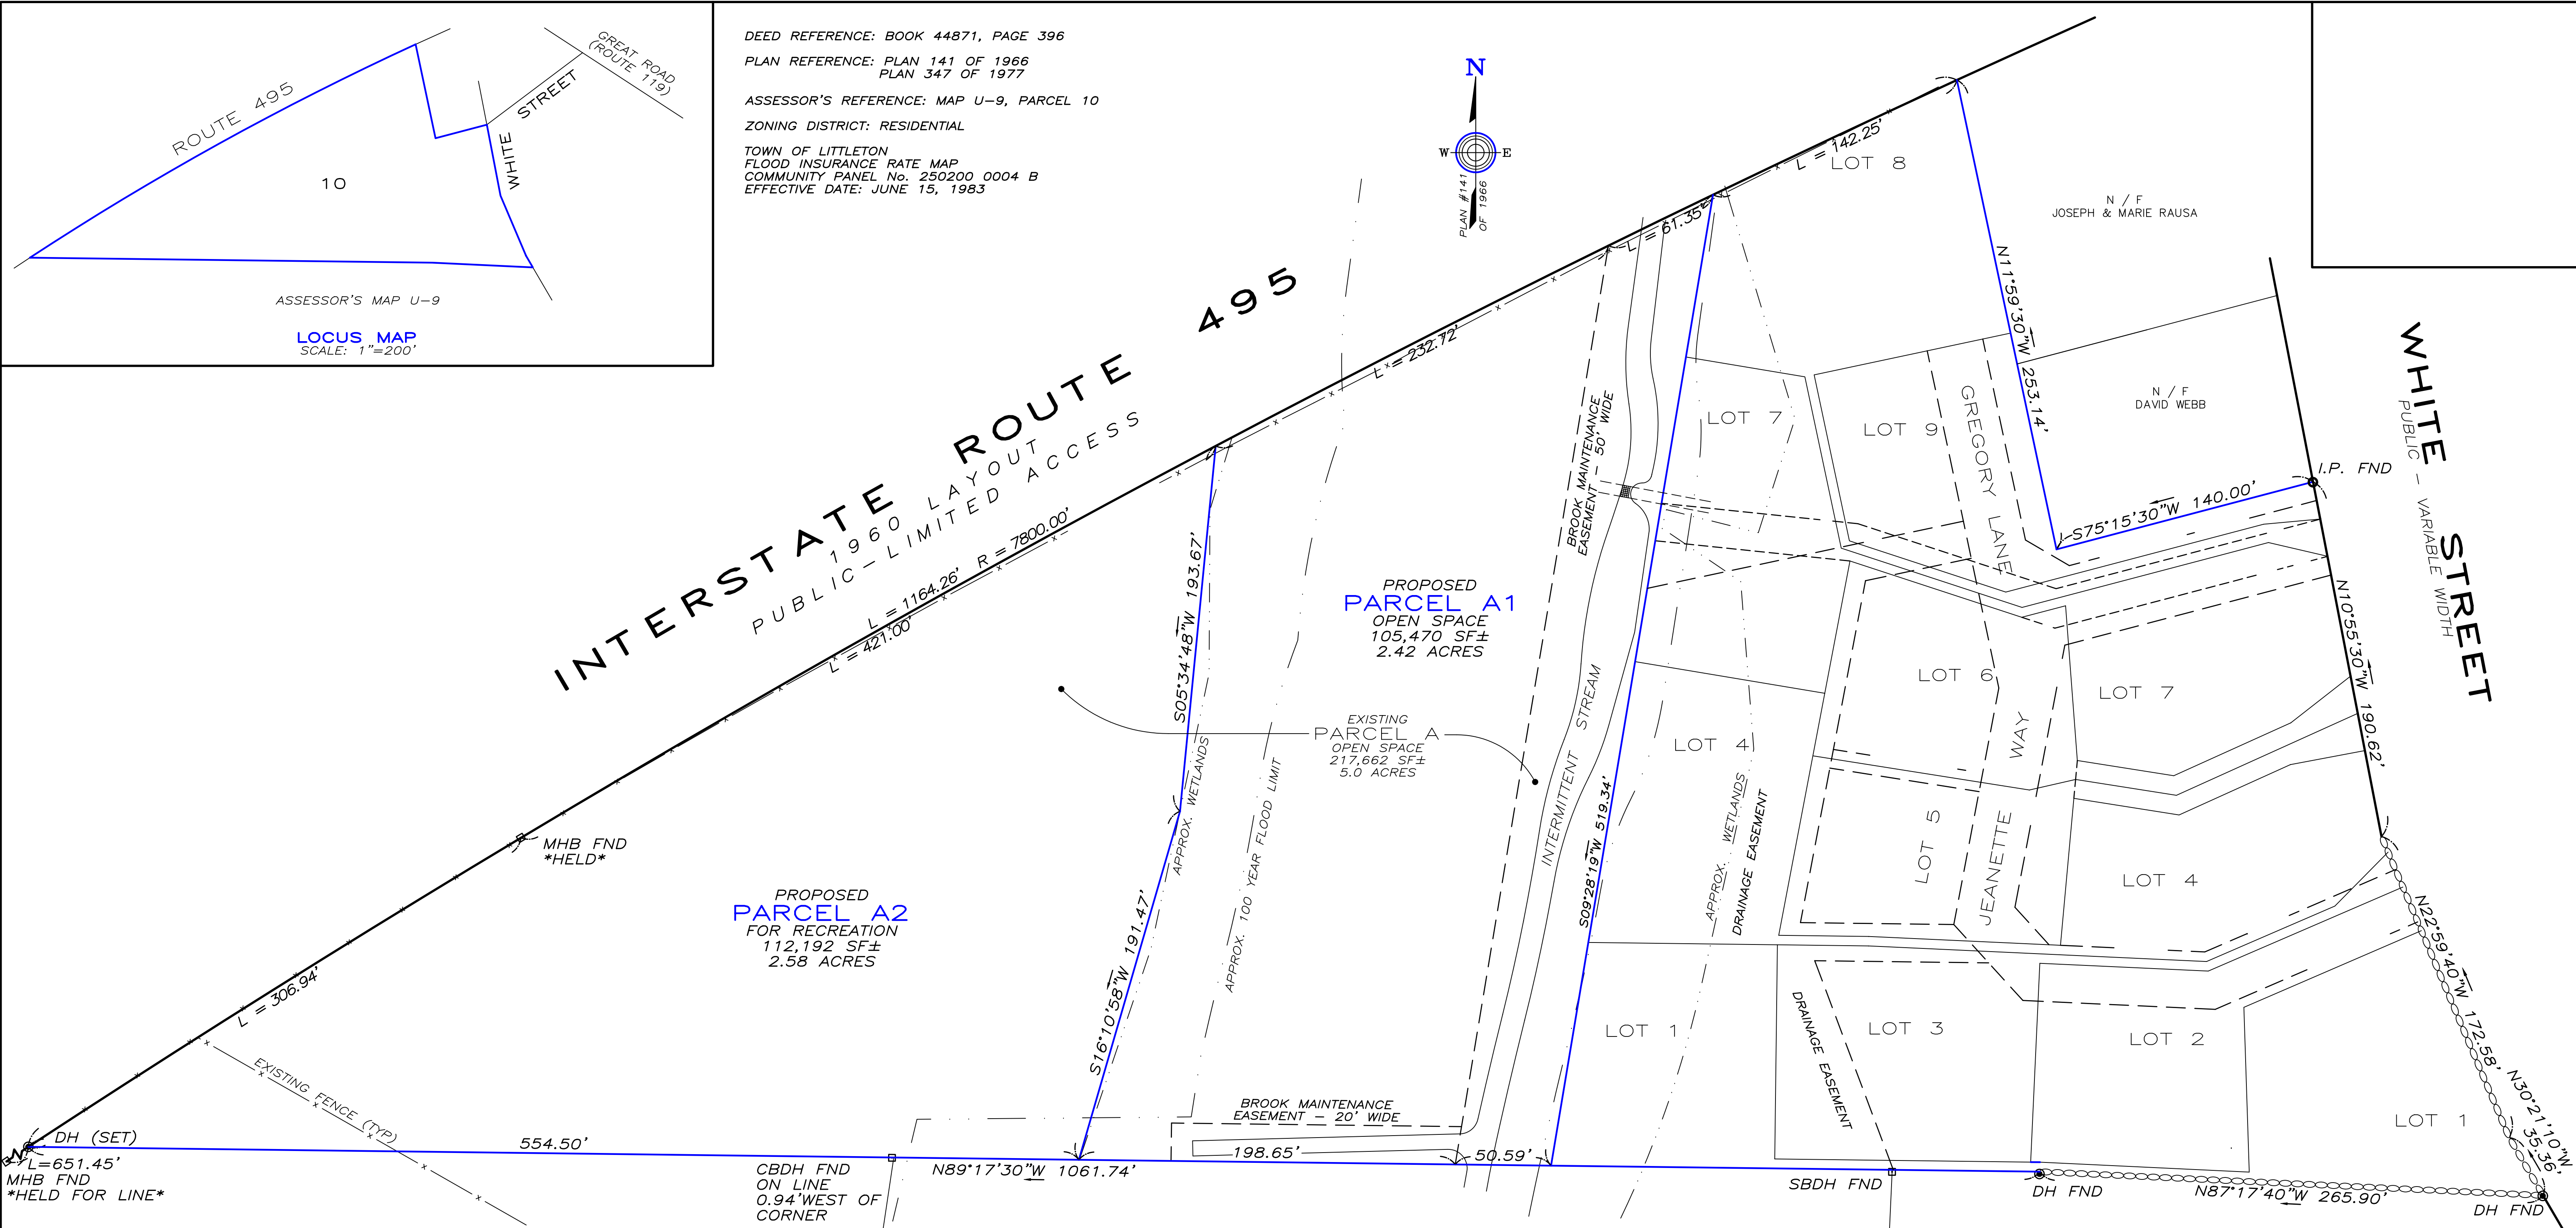 GREAT ROAD
(ROUTE 119)
ROUTE 495
WHITE STREET
10
ASSESSOR'S MAP U-9
LOCUS MAP
SCALE: 1"=200'
DEED REFERENCE: BOOK 44871, PAGE 396
PLAN REFERENCE: PLAN 141 OF 1966
PLAN 347 OF 1977
ASSESSOR'S REFERENCE: MAP U-9, PARCEL 10
ZONING DISTRICT: RESIDENTIAL
TOWN OF LITTLETON
FLOOD INSURANCE RATE MAP
COMMUNITY PANEL No. 250200 0004 B
EFFECTIVE DATE: JUNE 15, 1983
N
W E
PLAN #141
OF 1966
INTERSTATE ROUTE 495
1960 LAYOUT
PUBLIC-LIMITED ACCESS
L = 1164.26' R = 7800.00'
L = 421.00'
L = 232.72'
L = 61.35'
L = 142.25'
LOT 8
N / F
JOSEPH & MARIE RAUSA
N11°59'30"W 253.14'
N / F
DAVID WEBB
WHITE STREET
PUBLIC - VARIABLE WIDTH
I.P. FND
S75°15'30"W 140.00'
N10°55'30"W 190.62'
LOT 7
LOT 9
GREGORY LANE
BROOK MAINTENANCE
EASEMENT - 50' WIDE
S05°34'48"W 193.67'
PROPOSED
PARCEL A1
OPEN SPACE
105,470 SF±
2.42 ACRES
EXISTING
PARCEL A
OPEN SPACE
217,662 SF±
5.0 ACRES
INTERMITTENT STREAM
S09°28'19"W 519.34'
LOT 4
APPROX. WETLANDS
DRAINAGE EASEMENT
LOT 6
LOT 7
JEANETTE WAY
LOT 5
LOT 4
APPROX. WETLANDS
APPROX. 100 YEAR FLOOD LIMIT
MHB FND
*HELD*
PROPOSED
PARCEL A2
FOR RECREATION
112,192 SF±
2.58 ACRES
S16°10'58"W 191.47'
L = 306.94'
EXISTING FENCE (TYP)
N22°59'40"W 172.58'
LOT 1
LOT 3
LOT 2
DRAINAGE EASEMENT
LOT 1
N30°21'10"W
35.36'
BROOK MAINTENANCE
EASEMENT - 20' WIDE
DH (SET)
L=651.45'
MHB FND
*HELD FOR LINE*
554.50'
CBDH FND
ON LINE
0.94'WEST OF
CORNER
N89°17'30"W 1061.74'
198.65'
50.59'
SBDH FND
DH FND
N87°17'40"W 265.90'
DH FND